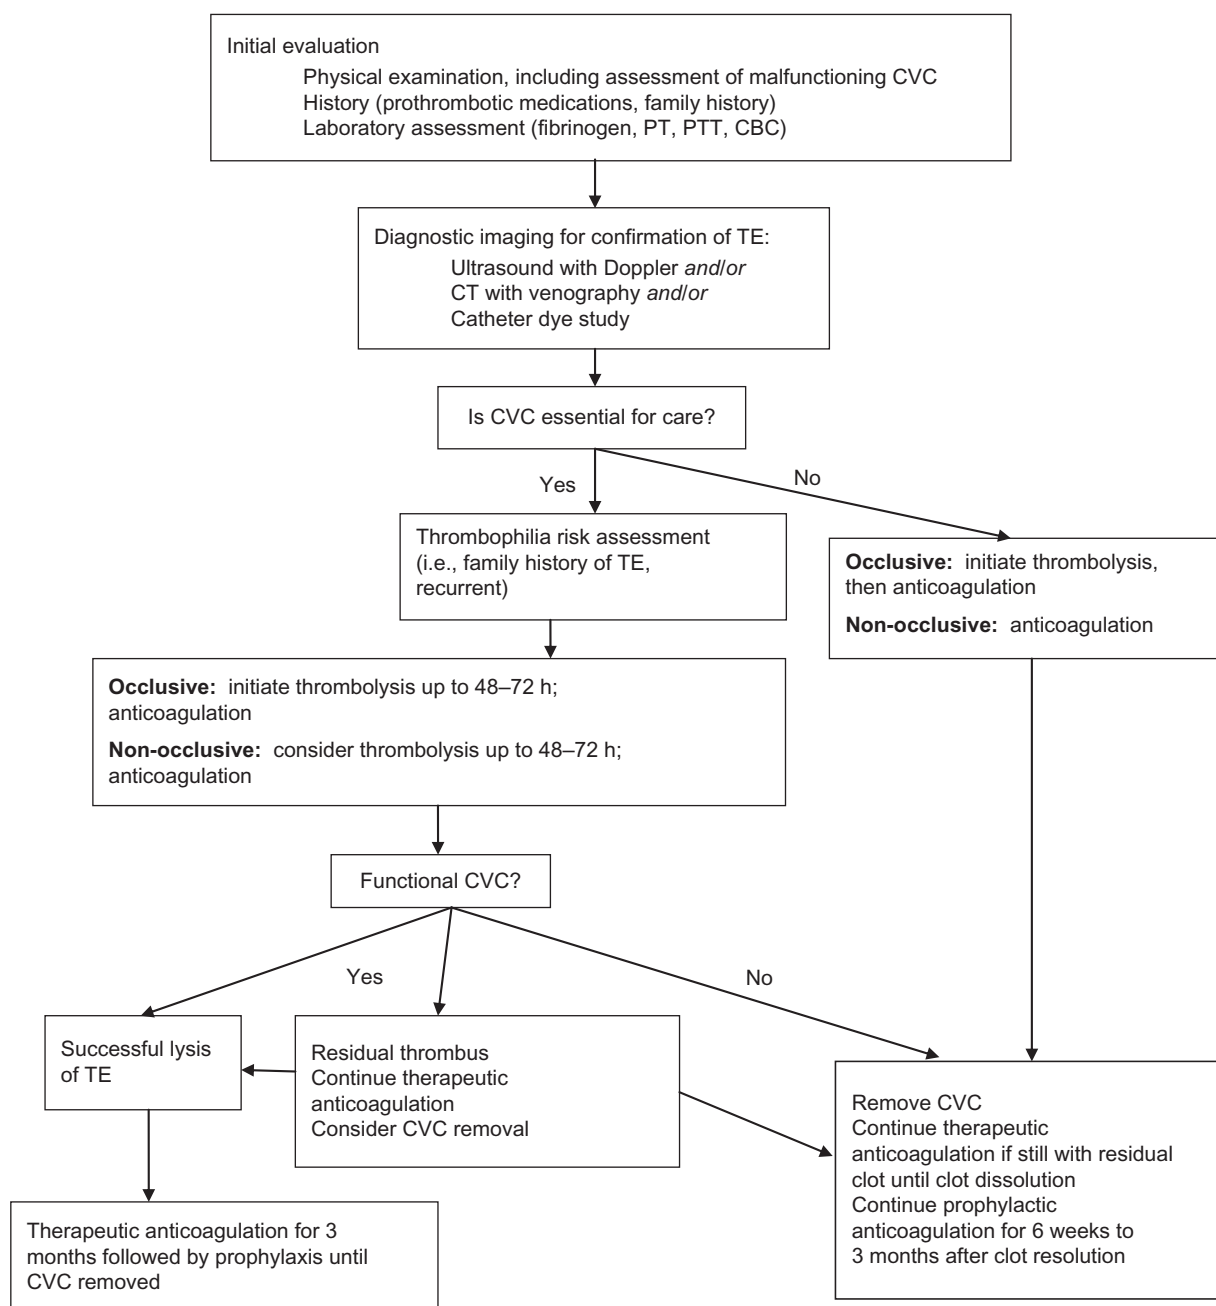 Initial evaluation
Physical examination, including assessment of malfunctioning CVC
History (prothrombotic medications, family history)
Laboratory assessment (fibrinogen, PT, PTT, CBC)
Diagnostic imaging for confirmation of TE:
Ultrasound with Doppler and/or
CT with venography and/or
Catheter dye study
Is CVC essential for care?
Yes
No
Thrombophilia risk assessment
(i.e., family history of TE,
recurrent)
Occlusive: initiate thrombolysis,
then anticoagulation
Non-occlusive: anticoagulation
Occlusive: initiate thrombolysis up to 48–72 h;
anticoagulation
Non-occlusive: consider thrombolysis up to 48–72 h;
anticoagulation
Functional CVC?
Yes
No
Successful lysis
of TE
Residual thrombus
Continue therapeutic
anticoagulation
Consider CVC removal
Remove CVC
Continue therapeutic
anticoagulation if still with residual
clot until clot dissolution
Continue prophylactic
anticoagulation for 6 weeks to
3 months after clot resolution
Therapeutic anticoagulation for 3
months followed by prophylaxis until
CVC removed